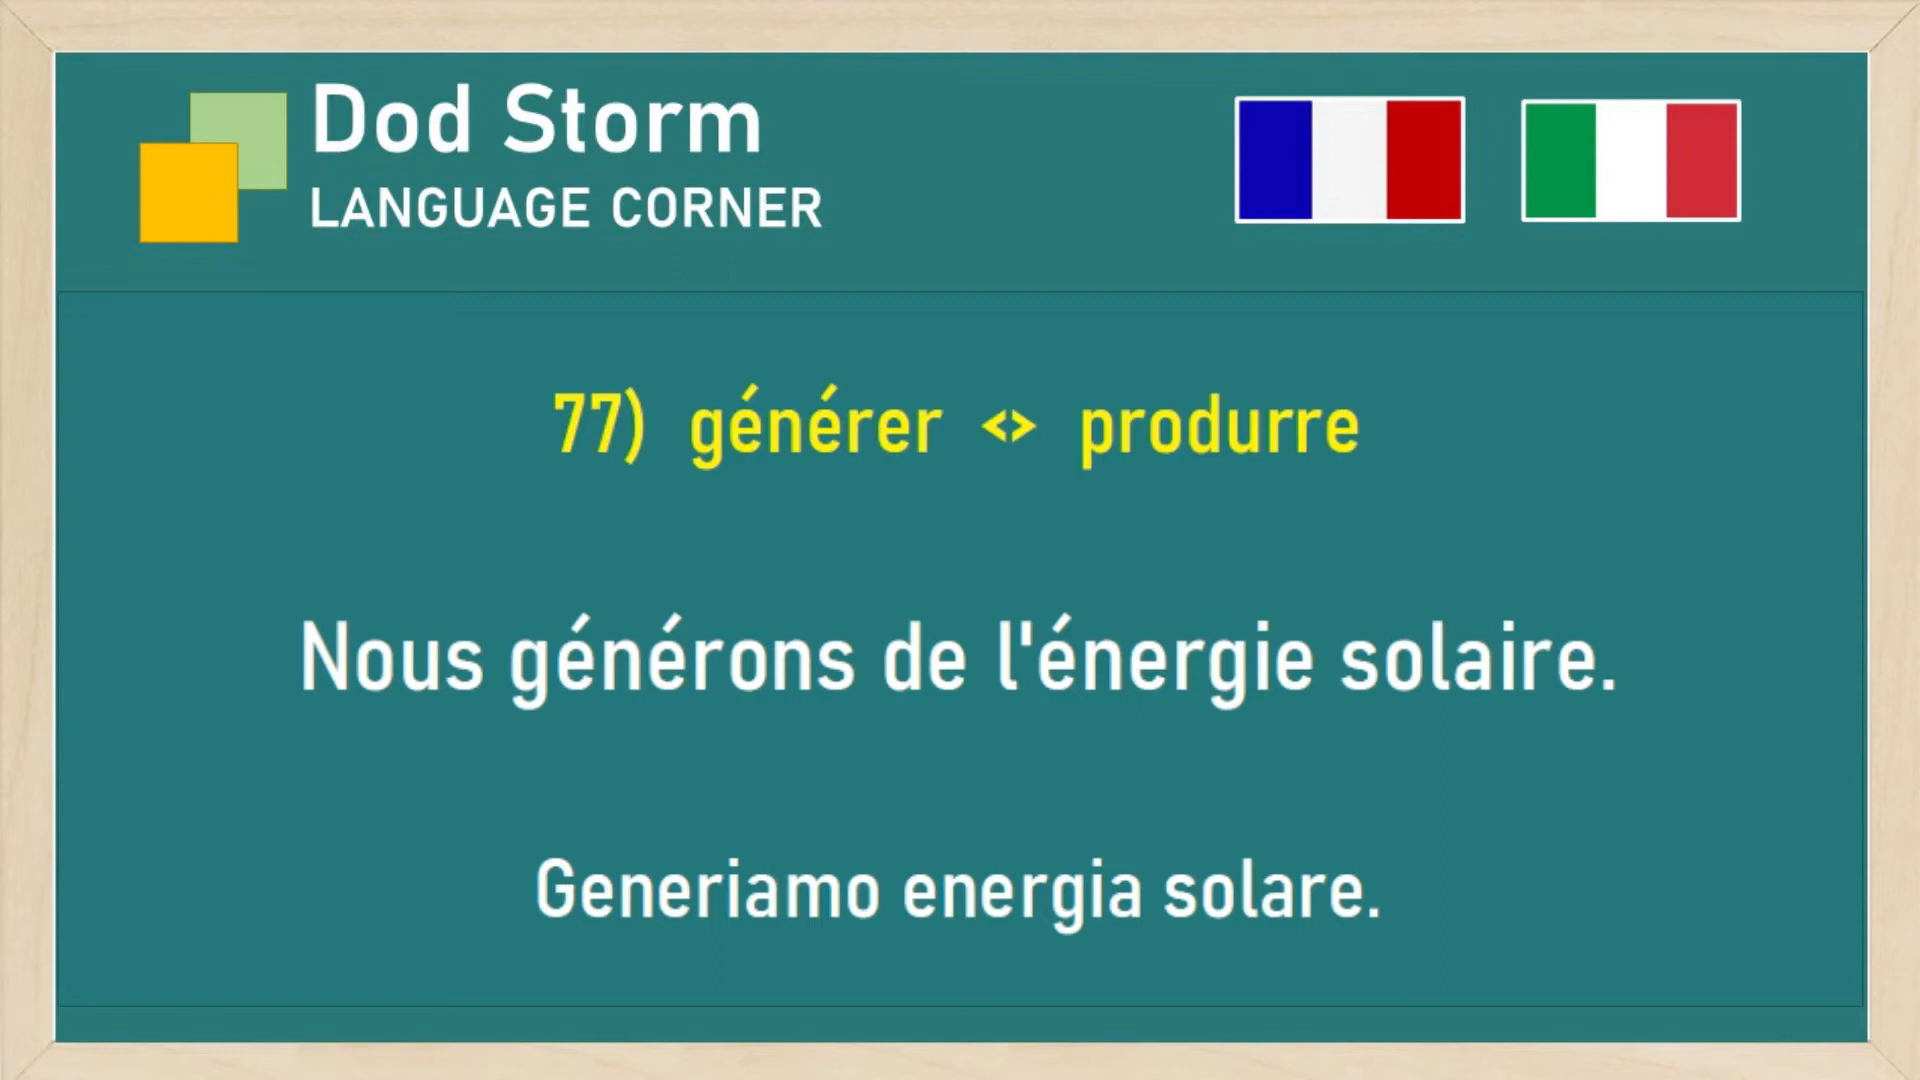 Dod Storm
LANGUAGE CORNER
77) générer <> produrre
Nous générons de l'énergie solaire.
Generiamo energia solare.